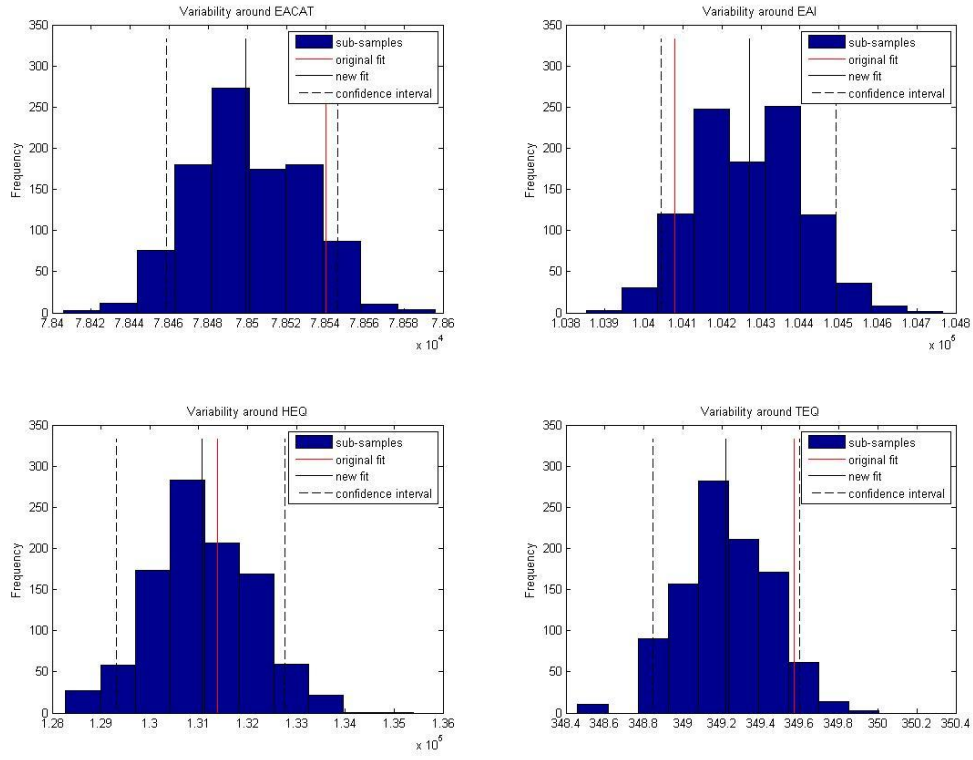 Variability around EACAT
350
300
250
200
150
100
50
0
Frequency
sub-samples
original fit
new fit
confidence interval
7.84 7.842 7.844 7.846 7.848 7.85 7.852 7.854 7.856 7.858 7.86
x 10^4
Variability around EAI
350
300
250
200
150
100
50
0
Frequency
sub-samples
original fit
new fit
confidence interval
1.038 1.039 1.04 1.041 1.042 1.043 1.044 1.045 1.046 1.047 1.048
x 10^5
Variability around HEQ
350
300
250
200
150
100
50
0
Frequency
sub-samples
original fit
new fit
confidence interval
1.28 1.29 1.3 1.31 1.32 1.33 1.34 1.35 1.36
x 10^5
Variability around TEQ
350
300
250
200
150
100
50
0
Frequency
sub-samples
original fit
new fit
confidence interval
348.4 348.6 348.8 349 349.2 349.4 349.6 349.8 350 350.2 350.4